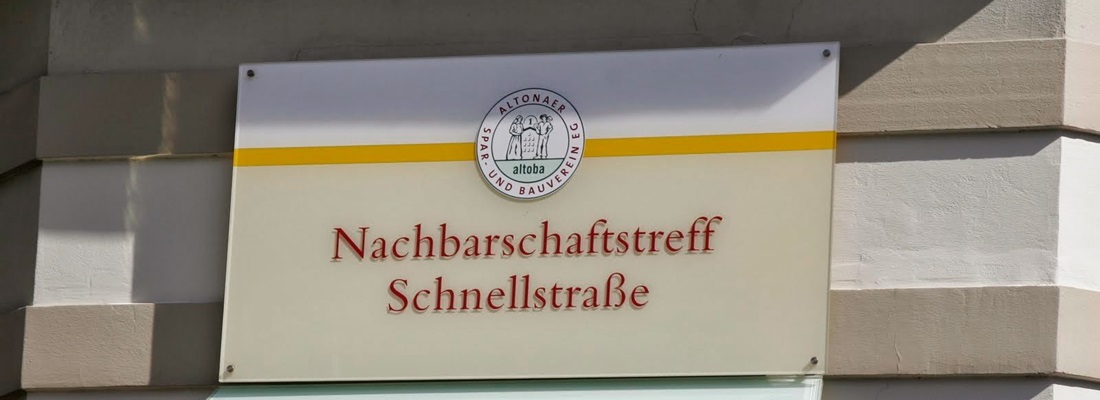 ALTONAER
SPAR- UND BAUVEREIN EG
altoba
Nachbarschaftstreff
Schnellstraße